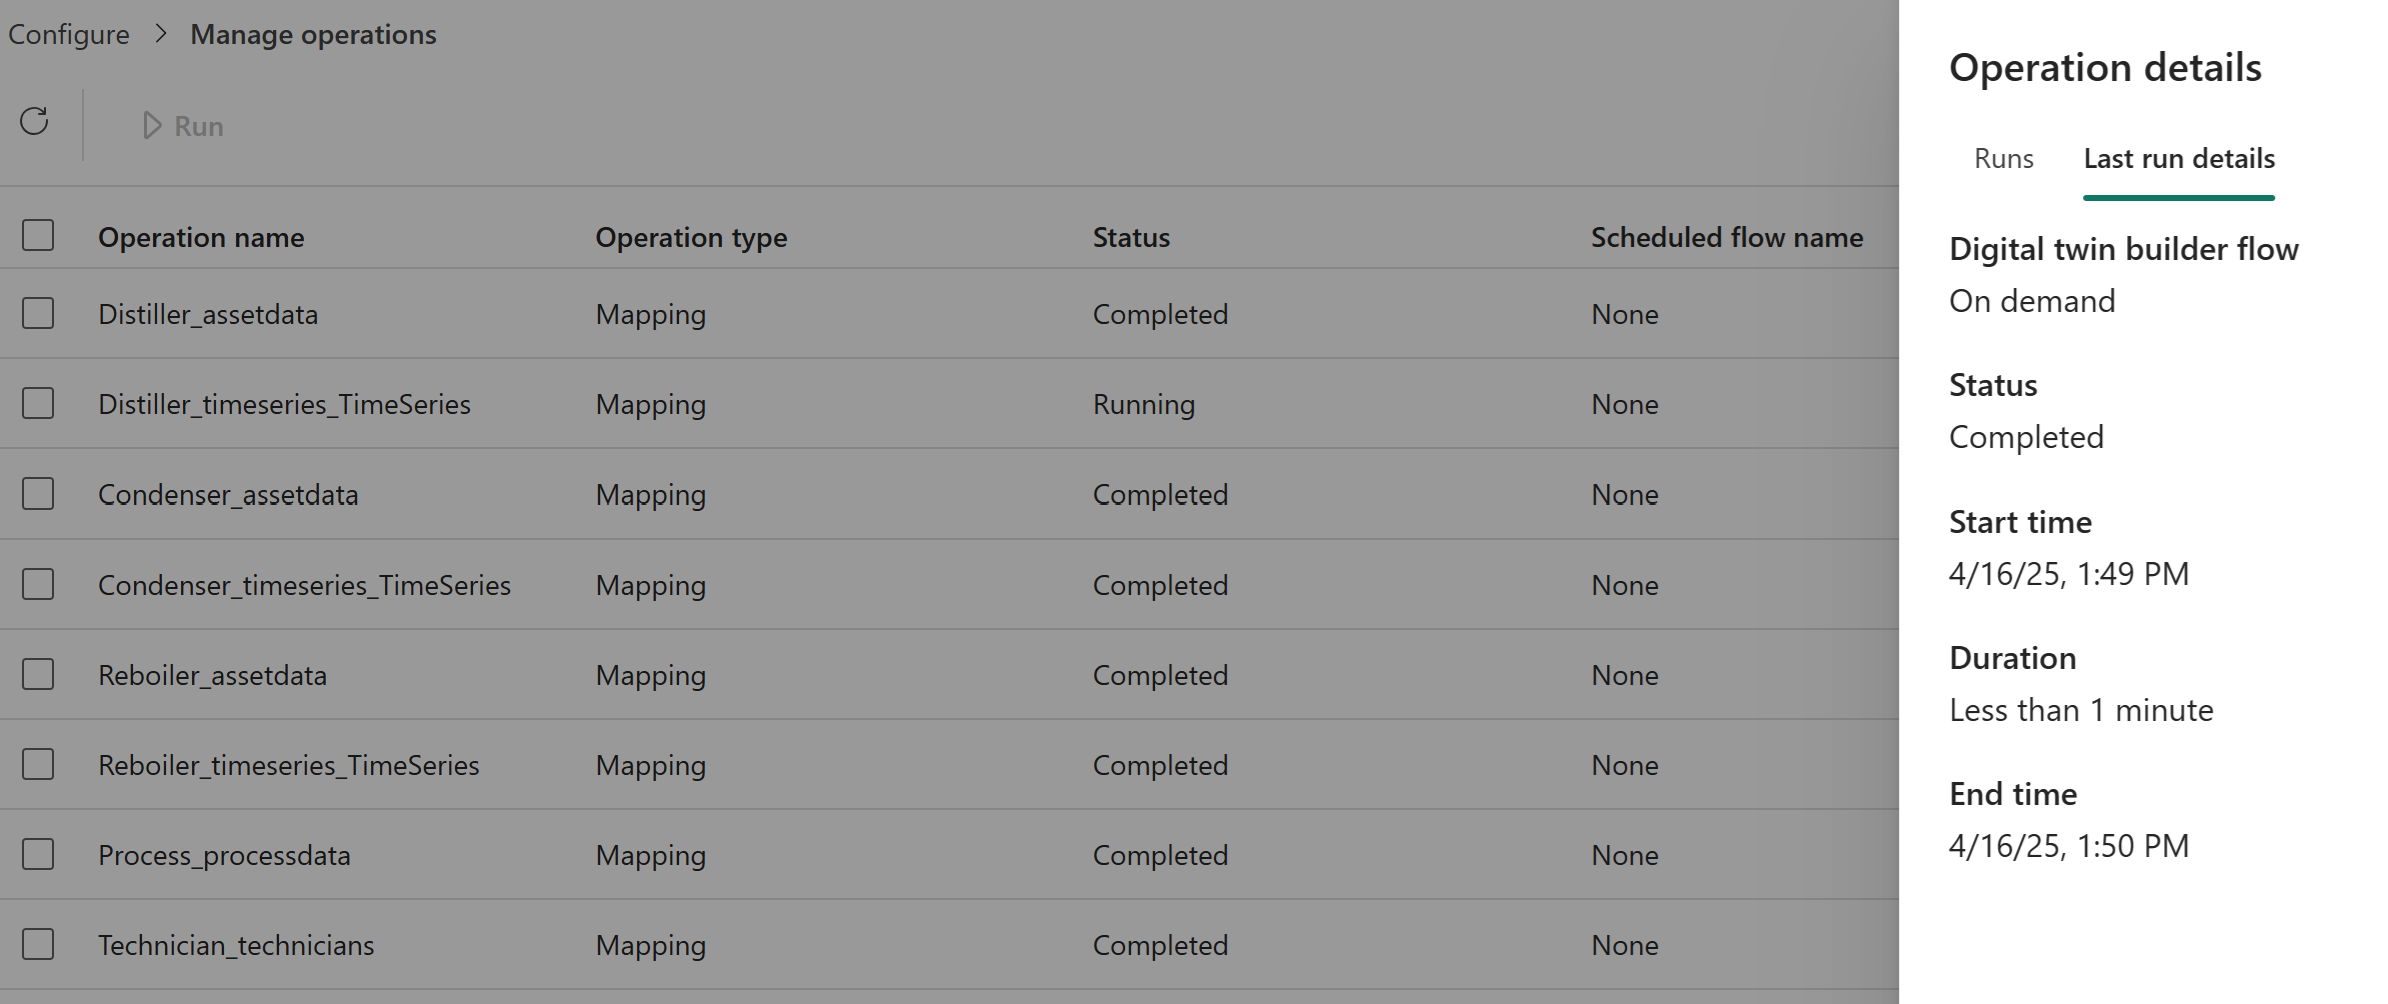 Configure > Manage operations
Run
Operation name Operation type Status Scheduled flow name
Distiller_assetdata Mapping Completed None
Distiller_timeseries_TimeSeries Mapping Running None
Condenser_assetdata Mapping Completed None
Condenser_timeseries_TimeSeries Mapping Completed None
Reboiler_assetdata Mapping Completed None
Reboiler_timeseries_TimeSeries Mapping Completed None
Process_processdata Mapping Completed None
Technician_technicians Mapping Completed None
Operation details
Runs Last run details
Digital twin builder flow
On demand
Status
Completed
Start time
4/16/25, 1:49 PM
Duration
Less than 1 minute
End time
4/16/25, 1:50 PM